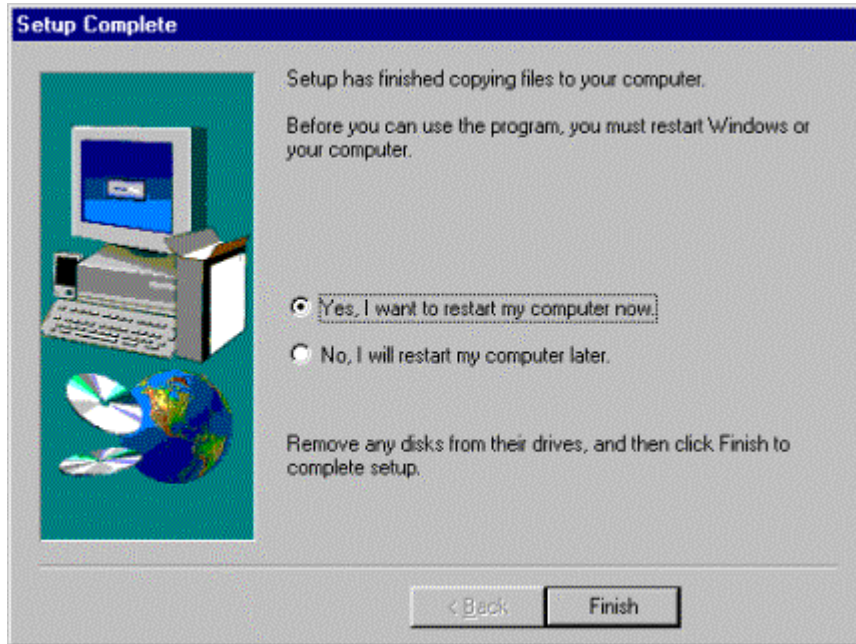 Setup Complete
Setup has finished copying files to your computer.
Before you can use the program, you must restart Windows or
your computer.
Yes, I want to restart my computer now.
No, I will restart my computer later.
Remove any disks from their drives, and then click Finish to
complete setup.
< Back
Finish